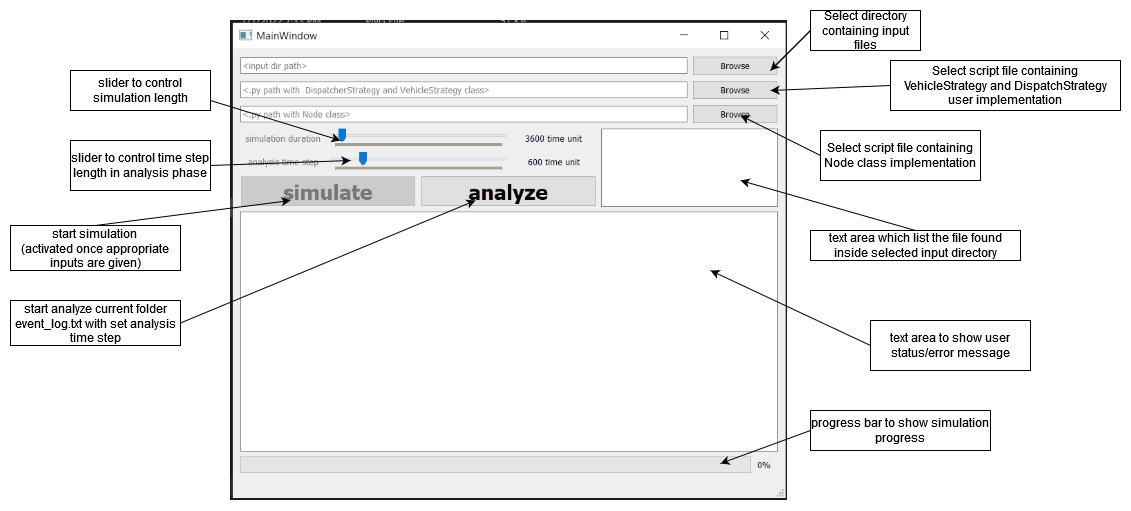 MainWindow
<input dir path>
Browse
<.py path with DispatcherStrategy and VehicleStrategy class>
Browse
<.py path with Node class>
Browse
simulation duration
3600 time unit
analysis time step
600 time unit
simulate
analyze
0%
slider to control
simulation length
slider to control time step
length in analysis phase
start simulation
(activated once appropriate
inputs are given)
start analyze current folder
event_log.txt with set analysis
time step
Select directory
containing input
files
Select script file containing
VehicleStrategy and DispatchStrategy
user implementation
Select script file containing
Node class implementation
text area which list the file found
inside selected input directory
text area to show user
status/error message
progress bar to show simulation
progress